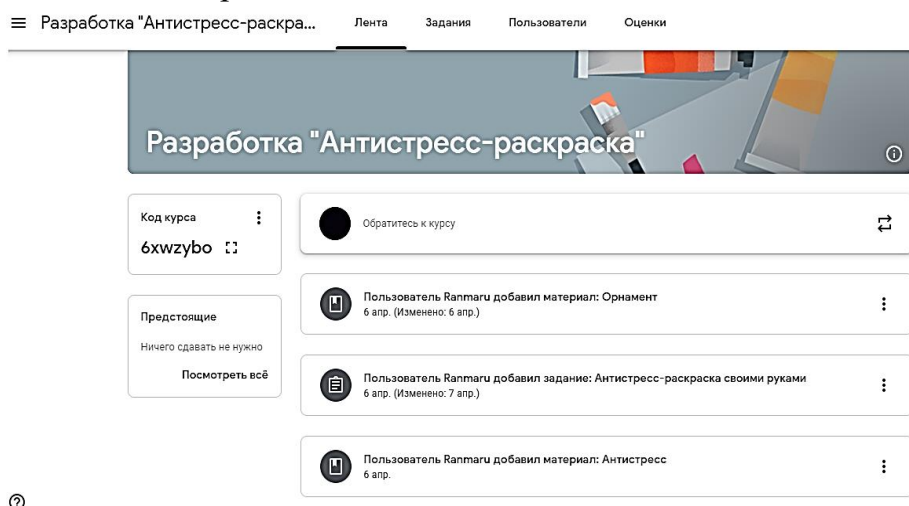 Разработка "Антистресс-раскра... Лента Задания Пользователи Оценки
Разработка "Антистресс-раскраска"
Код курса
6xwzybo
Предстоящие
Ничего сдавать не нужно
Посмотреть всё
Обратитесь к курсу
Пользователь Ranmaru добавил материал: Орнамент
6 апр. (Изменено: 6 апр.)
Пользователь Ranmaru добавил задание: Антистресс-раскраска своими руками
6 апр. (Изменено: 7 апр.)
Пользователь Ranmaru добавил материал: Антистресс
6 апр.